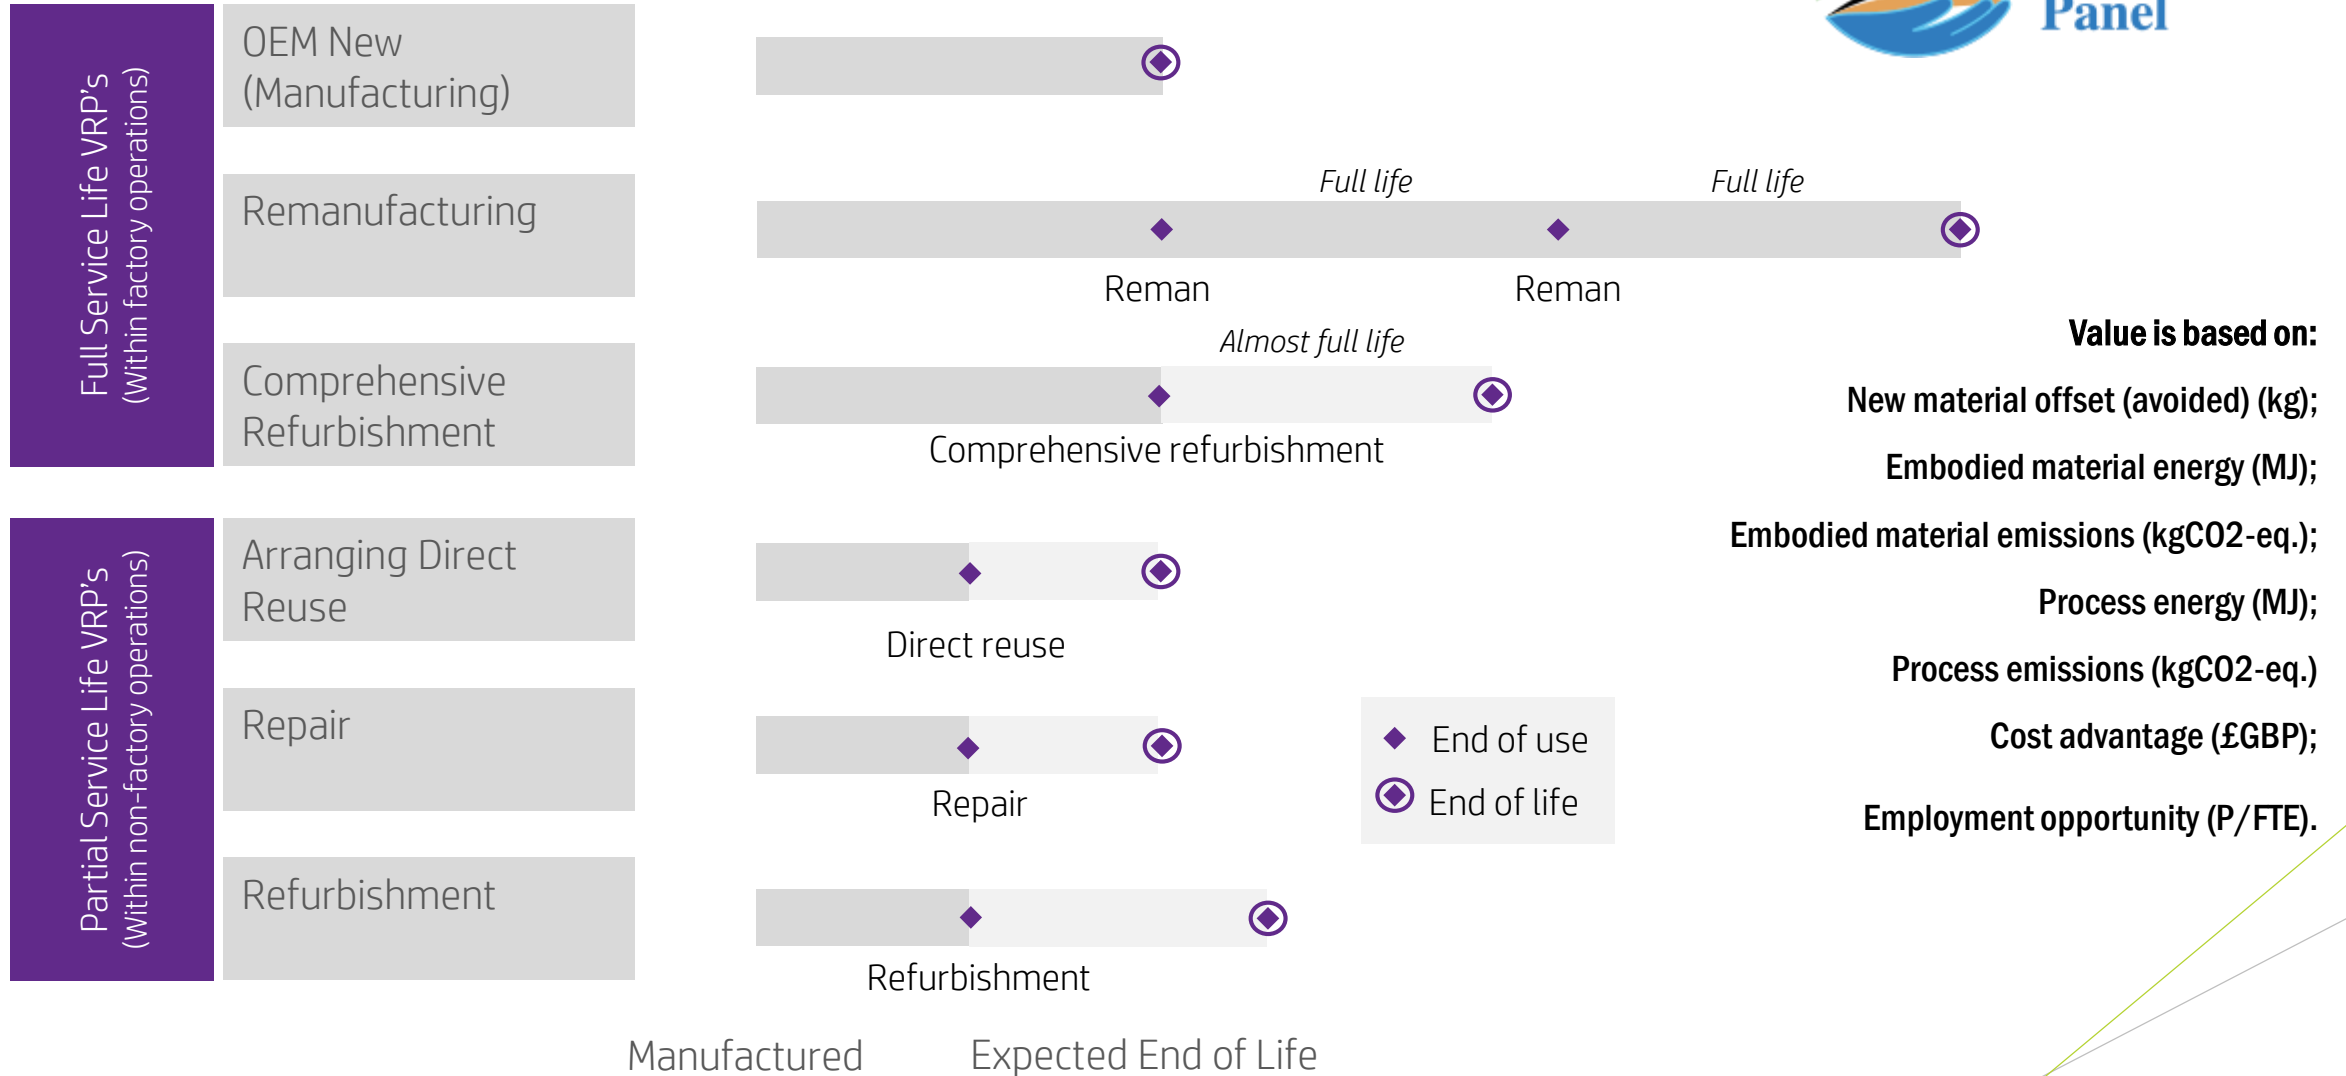 Panel
Full Service Life VRP's
(Within factory operations)
OEM New
(Manufacturing)
Remanufacturing
Full life
Full life
Reman
Reman
Comprehensive
Refurbishment
Almost full life
Comprehensive refurbishment
Partial Service Life VRP's
(Within non-factory operations)
Arranging Direct
Reuse
Direct reuse
Repair
Repair
Refurbishment
Refurbishment
End of use
End of life
Manufactured
Expected End of Life
Value is based on:
New material offset (avoided) (kg);
Embodied material energy (MJ);
Embodied material emissions (kgCO2-eq.);
Process energy (MJ);
Process emissions (kgCO2-eq.)
Cost advantage (£GBP);
Employment opportunity (P/FTE).